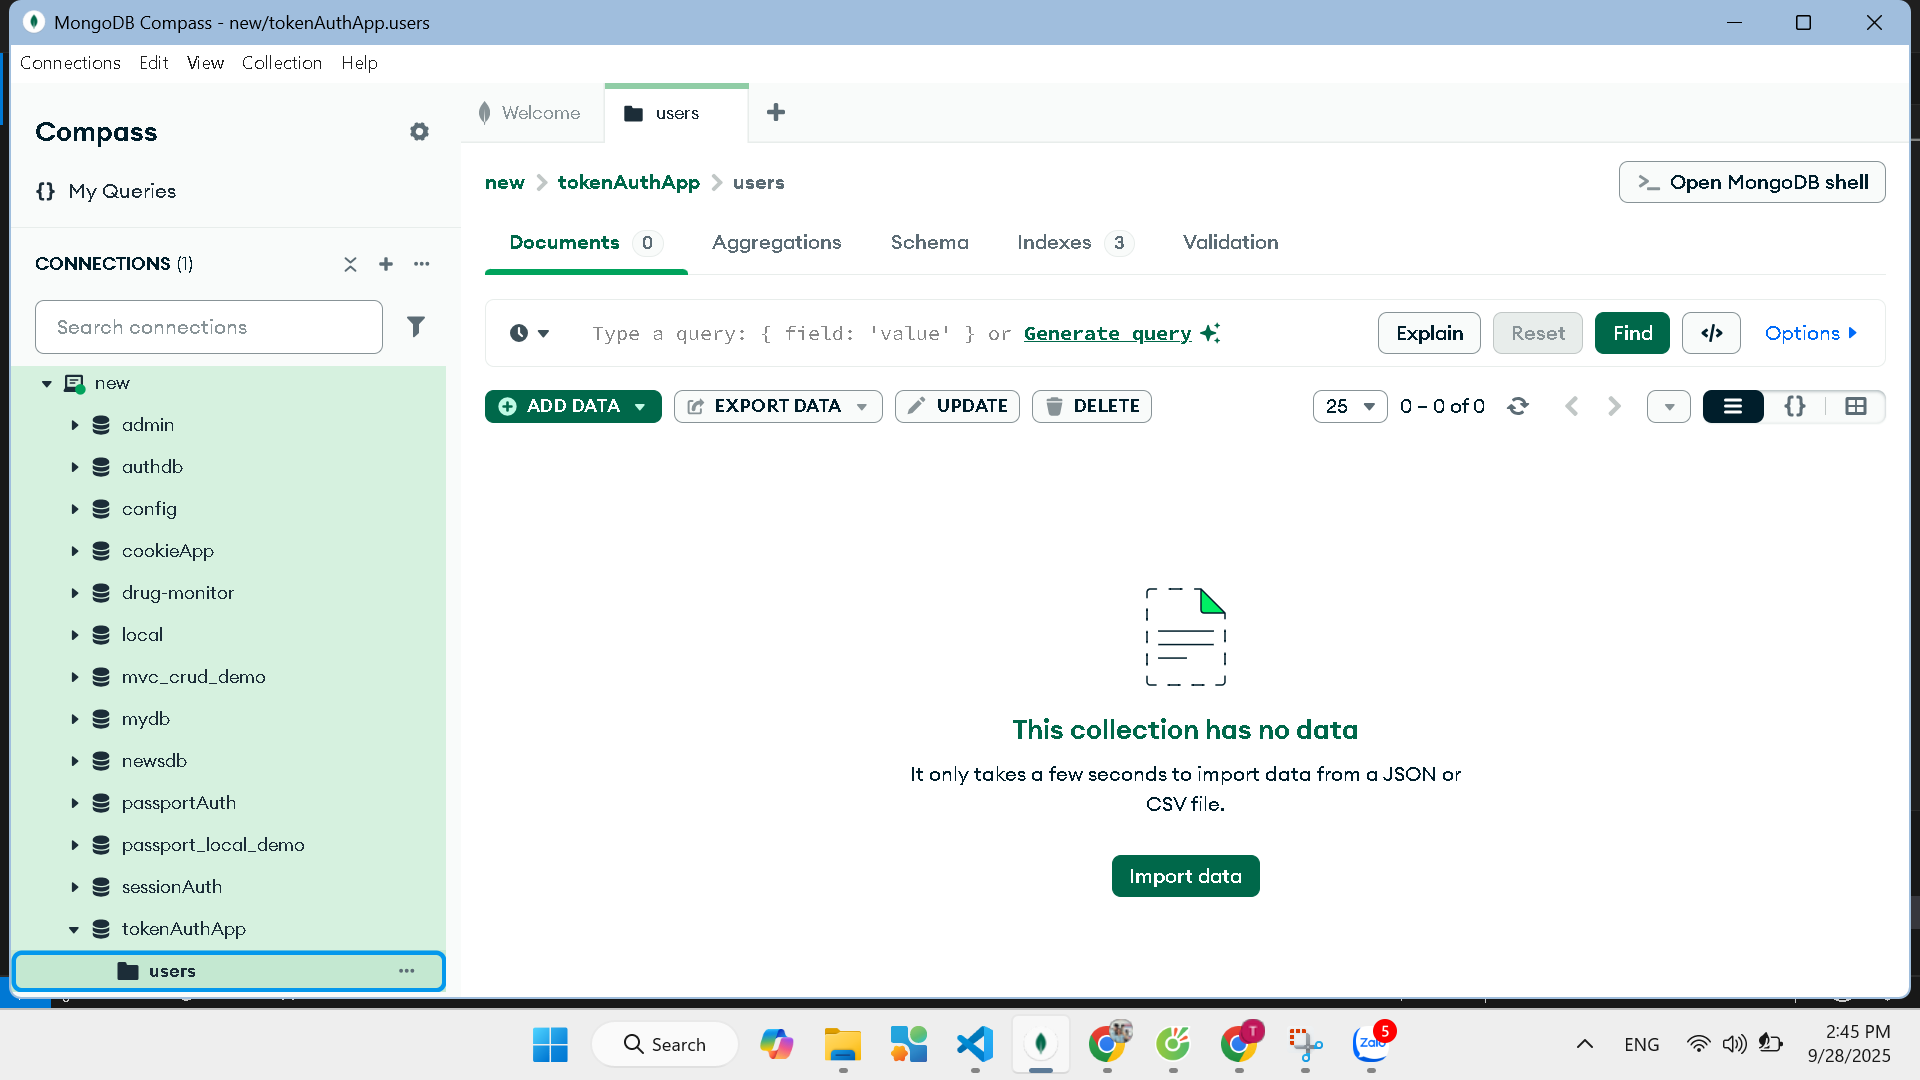 MongoDB Compass - new/tokenAuthApp.users
Connections Edit View Collection Help
Compass
{} My Queries
CONNECTIONS (1)
Search connections
new
admin
authdb
config
cookieApp
drug-monitor
local
mvc_crud_demo
mydb
newsdb
passportAuth
passport_local_demo
sessionAuth
tokenAuthApp
users
Welcome
users
new > tokenAuthApp > users
>_ Open MongoDB shell
Documents 0 Aggregations Schema Indexes 3 Validation
Type a query: { field: 'value' } or Generate query
Explain Reset Find </> Options
ADD DATA EXPORT DATA UPDATE DELETE
25 0 – 0 of 0 {}
This collection has no data
It only takes a few seconds to import data from a JSON or
CSV file.
Import data
Search
T
Zalo 5
ENG
2:45 PM
9/28/2025